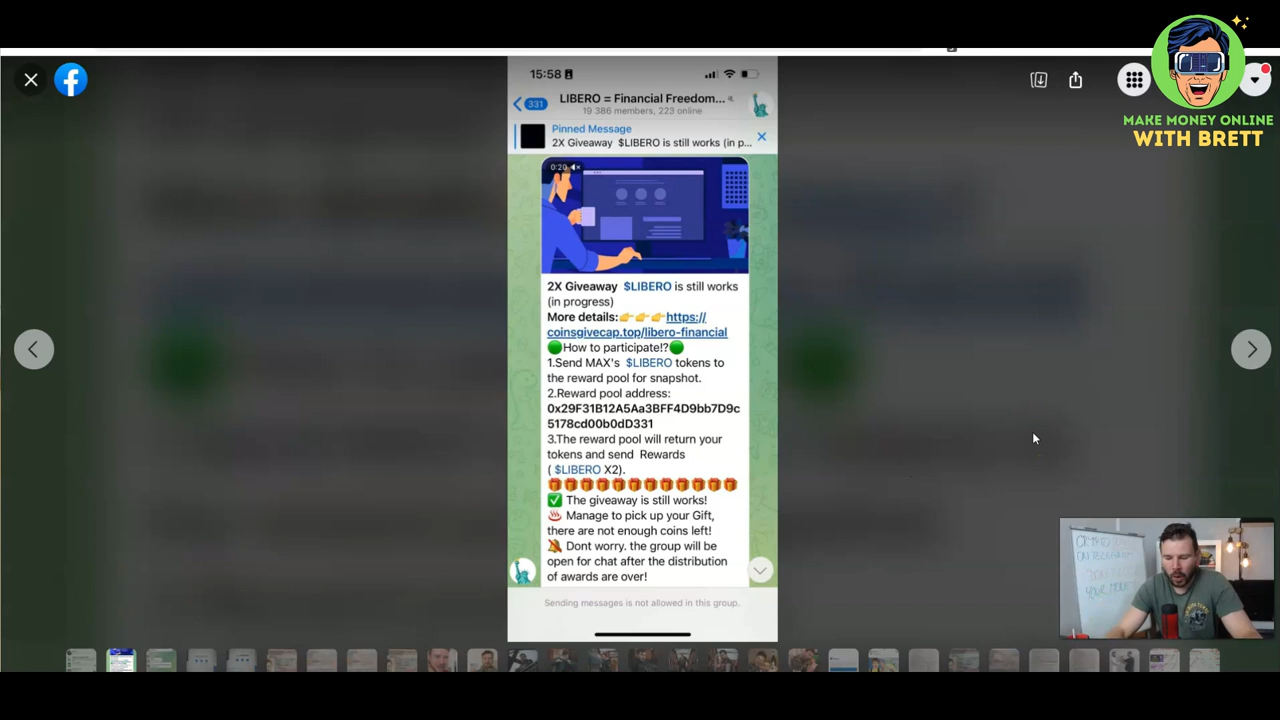 MAKE MONEY ONLINE
WITH BRETT
15:58
331
LIBERO = Financial Freedom...
19 386 members, 223 online
Pinned Message
2X Giveaway $LIBERO is still works (in p...
0:20
2X Giveaway $LIBERO is still works
(in progress)
More details:👉👉👉https://
coinsgivecap.top/libero-financial
🟢How to participate!?🟢
1.Send MAX's $LIBERO tokens to
the reward pool for snapshot.
2.Reward pool address:
0x29F31B12A5Aa3BFF4D9bb7D9c
5178cd00b0dD331
3.The reward pool will return your
tokens and send Rewards
( $LIBERO X2).
🎁🎁🎁🎁🎁🎁🎁🎁🎁🎁🎁🎁
✅ The giveaway is still works!
♨️ Manage to pick up your Gift,
there are not enough coins left!
🔕 Dont worry. the group will be
open for chat after the distribution
of awards are over!
Sending messages is not allowed in this group.
ON TELEGRAM
YOUR MONEY